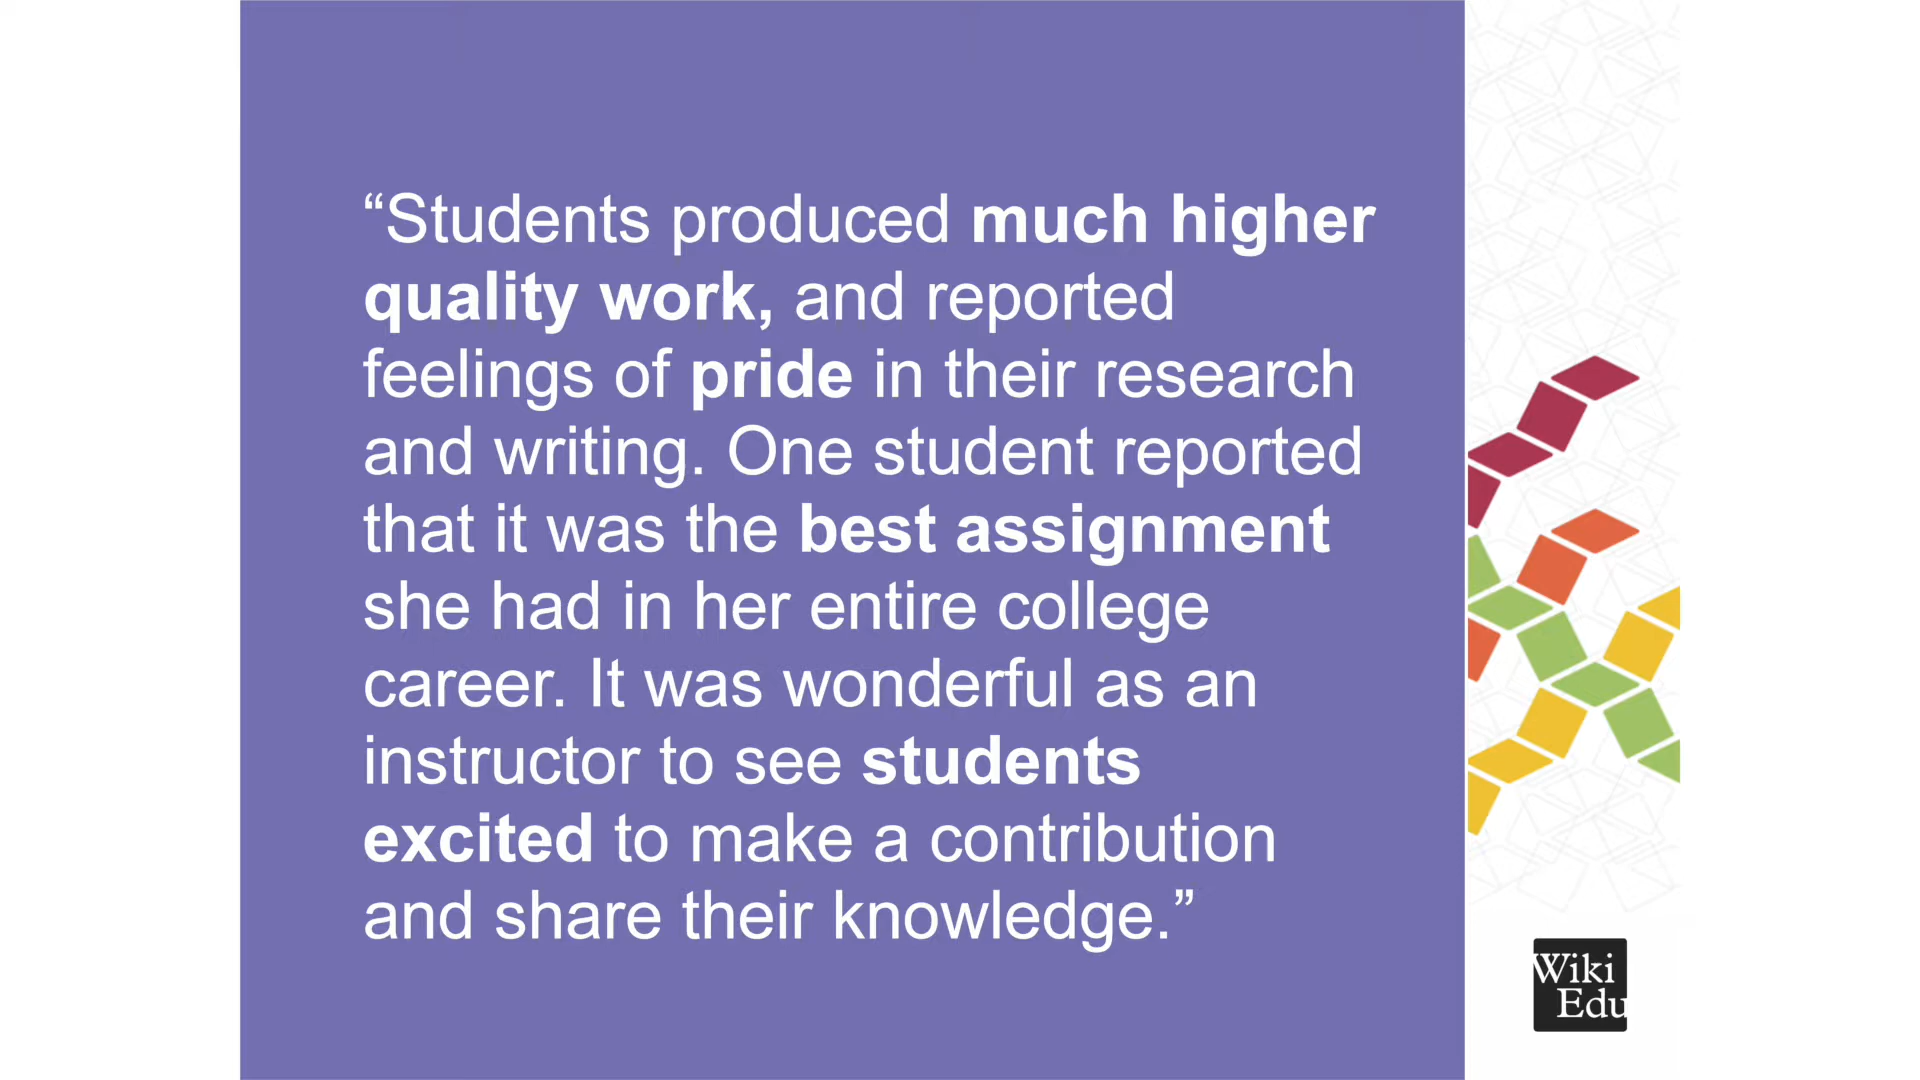 “Students produced much higher
quality work, and reported
feelings of pride in their research
and writing. One student reported
that it was the best assignment
she had in her entire college
career. It was wonderful as an
instructor to see students
excited to make a contribution
and share their knowledge.”
Wiki
Edu